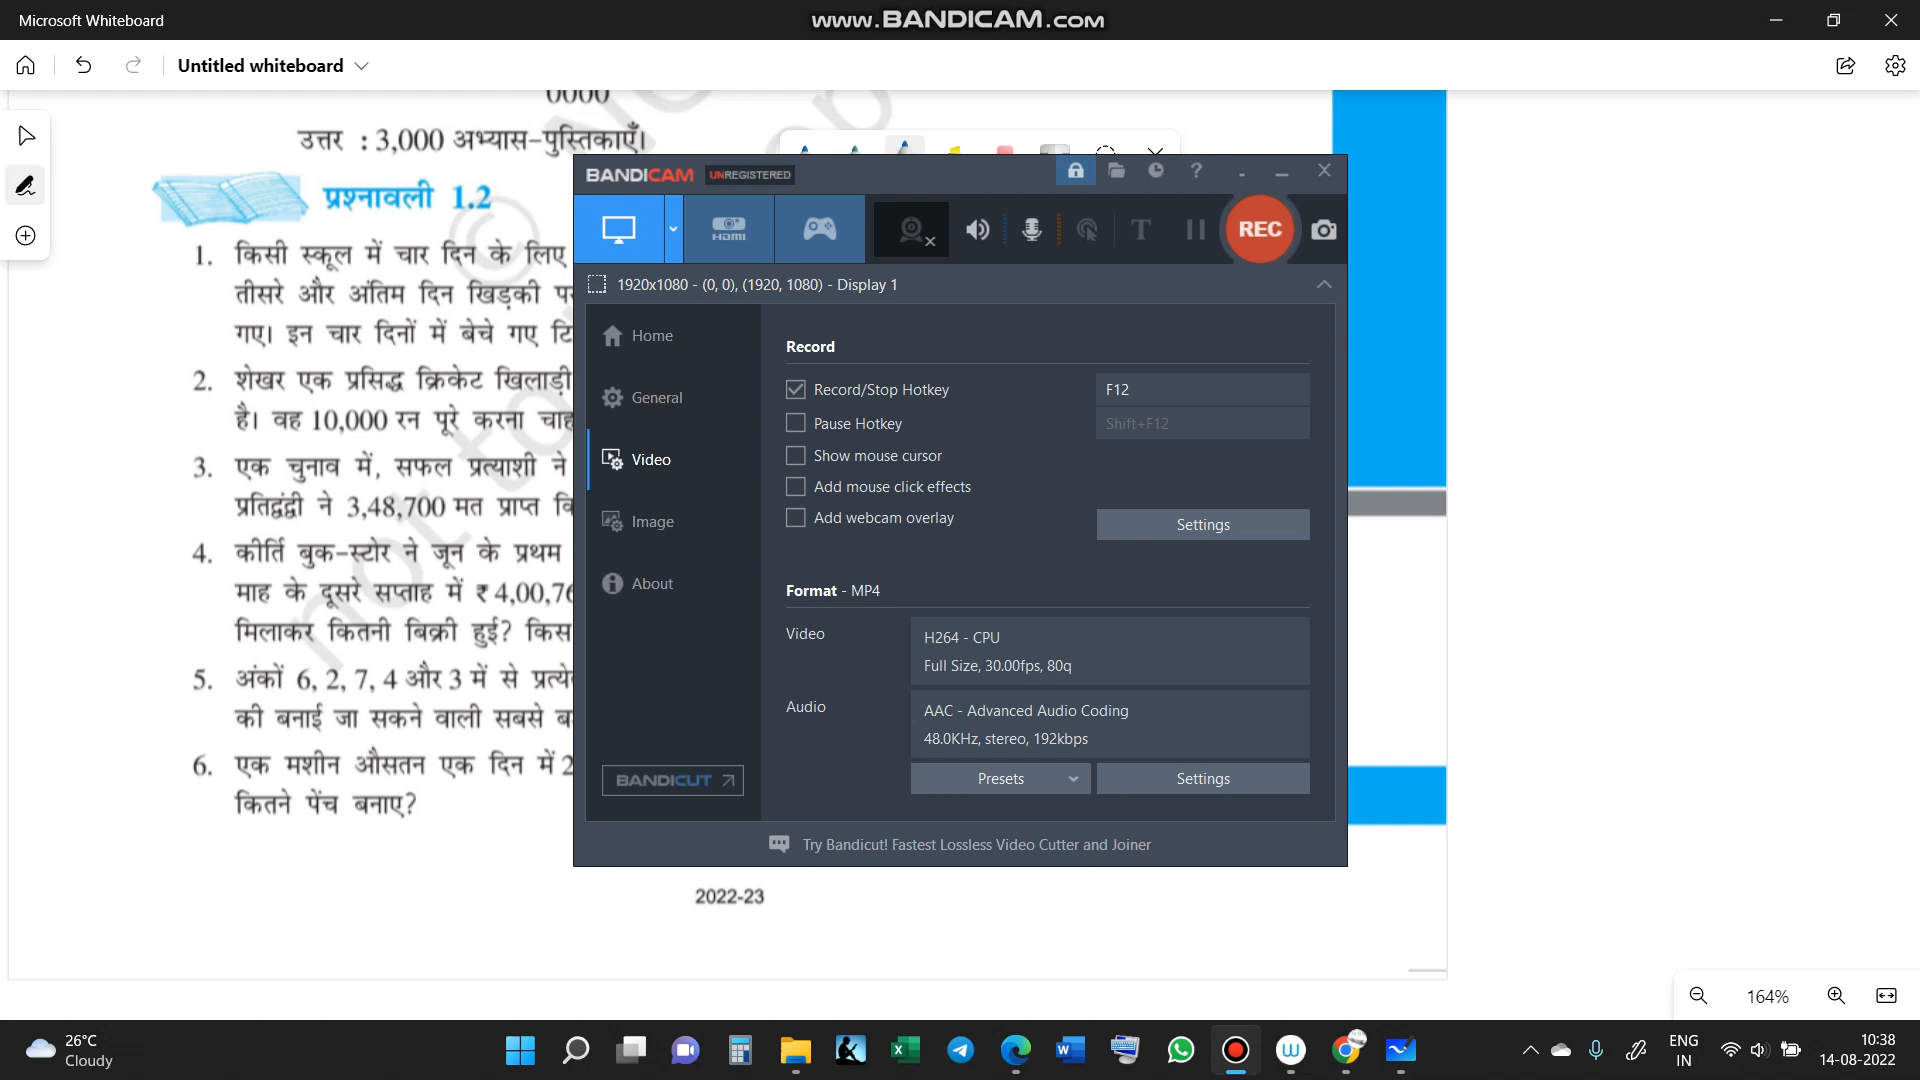 Microsoft Whiteboard
www.BANDICAM.com
Untitled whiteboard
उत्तर : 3,000 अभ्यास-पुस्तिकाएँ।
प्रश्नावली 1.2
1. किसी स्कूल में चार दिन के लिए
तीसरे और अंतिम दिन खिड़की
गए। इन चार दिनों में बेचे गए
2. शेखर एक प्रसिद्ध क्रिकेट खिलाड़ी
है। वह 10,000 रन पूरे करना
3. एक चुनाव में, सफल प्रत्याशी ने
प्रतिद्वंद्वी ने 3,48,700 मत प्राप्त
4. कीर्ति बुक-स्टोर ने जून के प्रथम
माह के दूसरे सप्ताह में ₹ 4,00,76
मिलाकर कितनी बिक्री हुई? किस
5. अंकों 6, 2, 7, 4 और 3 में से
की बनाई जा सकने वाली सबसे
6. एक मशीन औसतन एक दिन में 2
कितने पेंच बनाए?
2022-23
BANDICAM UNREGISTERED
HDMI
T
REC
1920x1080 - (0, 0), (1920, 1080) - Display 1
Home
General
Video
Image
About
BANDICUT
Record
Record/Stop Hotkey F12
Pause Hotkey Shift+F12
Show mouse cursor
Add mouse click effects
Add webcam overlay
Settings
Format - MP4
Video
H264 - CPU
Full Size, 30.00fps, 80q
Audio
AAC - Advanced Audio Coding
48.0KHz, stereo, 192kbps
Presets Settings
Try Bandicut! Fastest Lossless Video Cutter and Joiner
164%
26°C
Cloudy
ENG
IN
10:38
14-08-2022